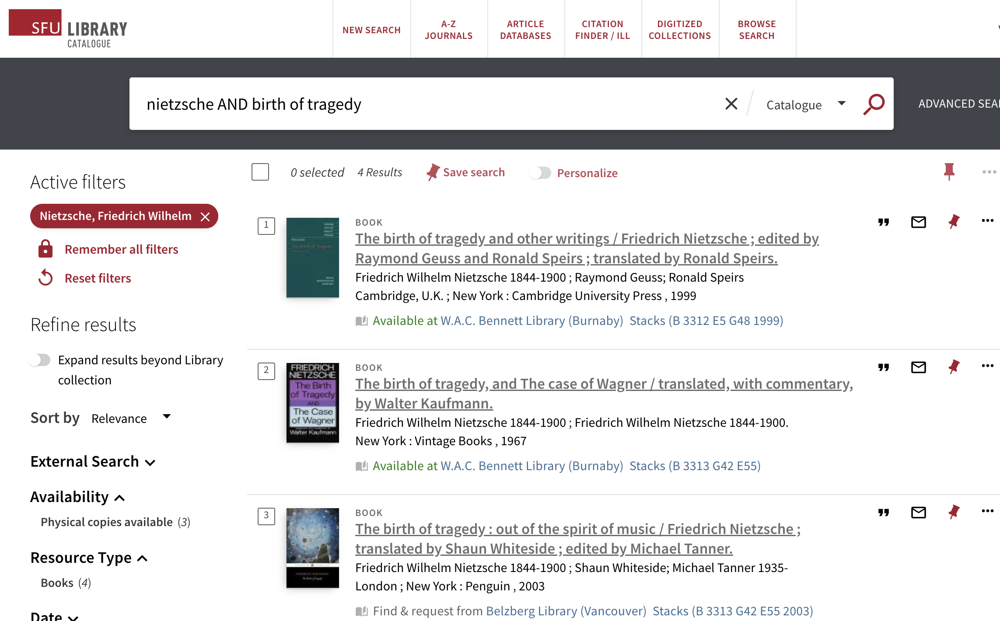 SFU LIBRARY
CATALOGUE
NEW SEARCH
A-Z
JOURNALS
ARTICLE
DATABASES
CITATION
FINDER / ILL
DIGITIZED
COLLECTIONS
BROWSE
SEARCH
nietzsche AND birth of tragedy
Catalogue
ADVANCED
Active filters
Nietzsche, Friedrich Wilhelm
Remember all filters
Reset filters
Refine results
Expand results beyond Library
collection
Sort by Relevance
External Search
Availability
Physical copies available (3)
Resource Type
Books (4)
Date
0 selected 4 Results Save search Personalize
1
BOOK
The birth of tragedy and other writings / Friedrich Nietzsche ; edited by
Raymond Geuss and Ronald Speirs ; translated by Ronald Speirs.
Friedrich Wilhelm Nietzsche 1844-1900 ; Raymond Geuss; Ronald Speirs
Cambridge, U.K. ; New York : Cambridge University Press , 1999
Available at W.A.C. Bennett Library (Burnaby) Stacks (B 3312 E5 G48 1999)
2
FRIEDRICH
NIETZSCHE
The Birth
of Tragedy
AND
The Case
of Wagner
Walter Kaufmann
BOOK
The birth of tragedy, and The case of Wagner / translated, with commentary,
by Walter Kaufmann.
Friedrich Wilhelm Nietzsche 1844-1900 ; Friedrich Wilhelm Nietzsche 1844-1900.
New York : Vintage Books , 1967
Available at W.A.C. Bennett Library (Burnaby) Stacks (B 3313 G42 E55)
3
BOOK
The birth of tragedy : out of the spirit of music / Friedrich Nietzsche ;
translated by Shaun Whiteside ; edited by Michael Tanner.
Friedrich Wilhelm Nietzsche 1844-1900 ; Shaun Whiteside; Michael Tanner 1935-
London ; New York : Penguin , 2003
Find & request from Belzberg Library (Vancouver) Stacks (B 3313 G42 E55 2003)